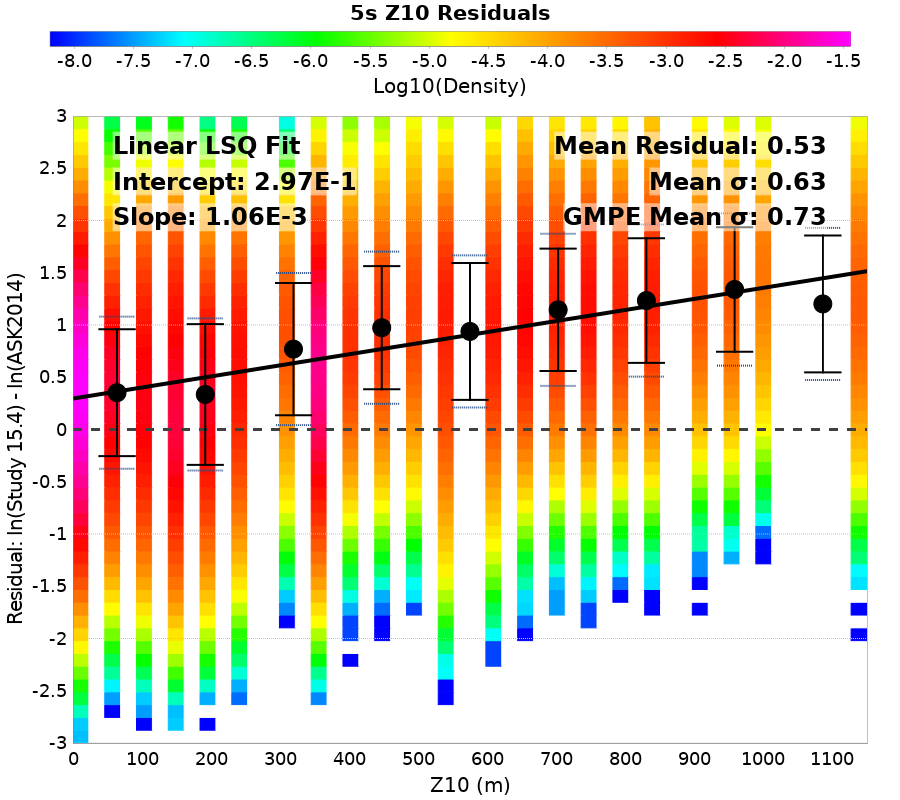 5s Z10 Residuals
-8.0 -7.5 -7.0 -6.5 -6.0 -5.5 -5.0 -4.5 -4.0 -3.5 -3.0 -2.5 -2.0 -1.5
Log10(Density)
Linear LSQ Fit
Intercept: 2.97E-1
Slope: 1.06E-3
Mean Residual: 0.53
Mean σ: 0.63
GMPE Mean σ: 0.73
Residual: ln(Study 15.4) - ln(ASK2014)
3
2.5
2
1.5
1
0.5
0
-0.5
-1
-1.5
-2
-2.5
-3
0 100 200 300 400 500 600 700 800 900 1000 1100
Z10 (m)